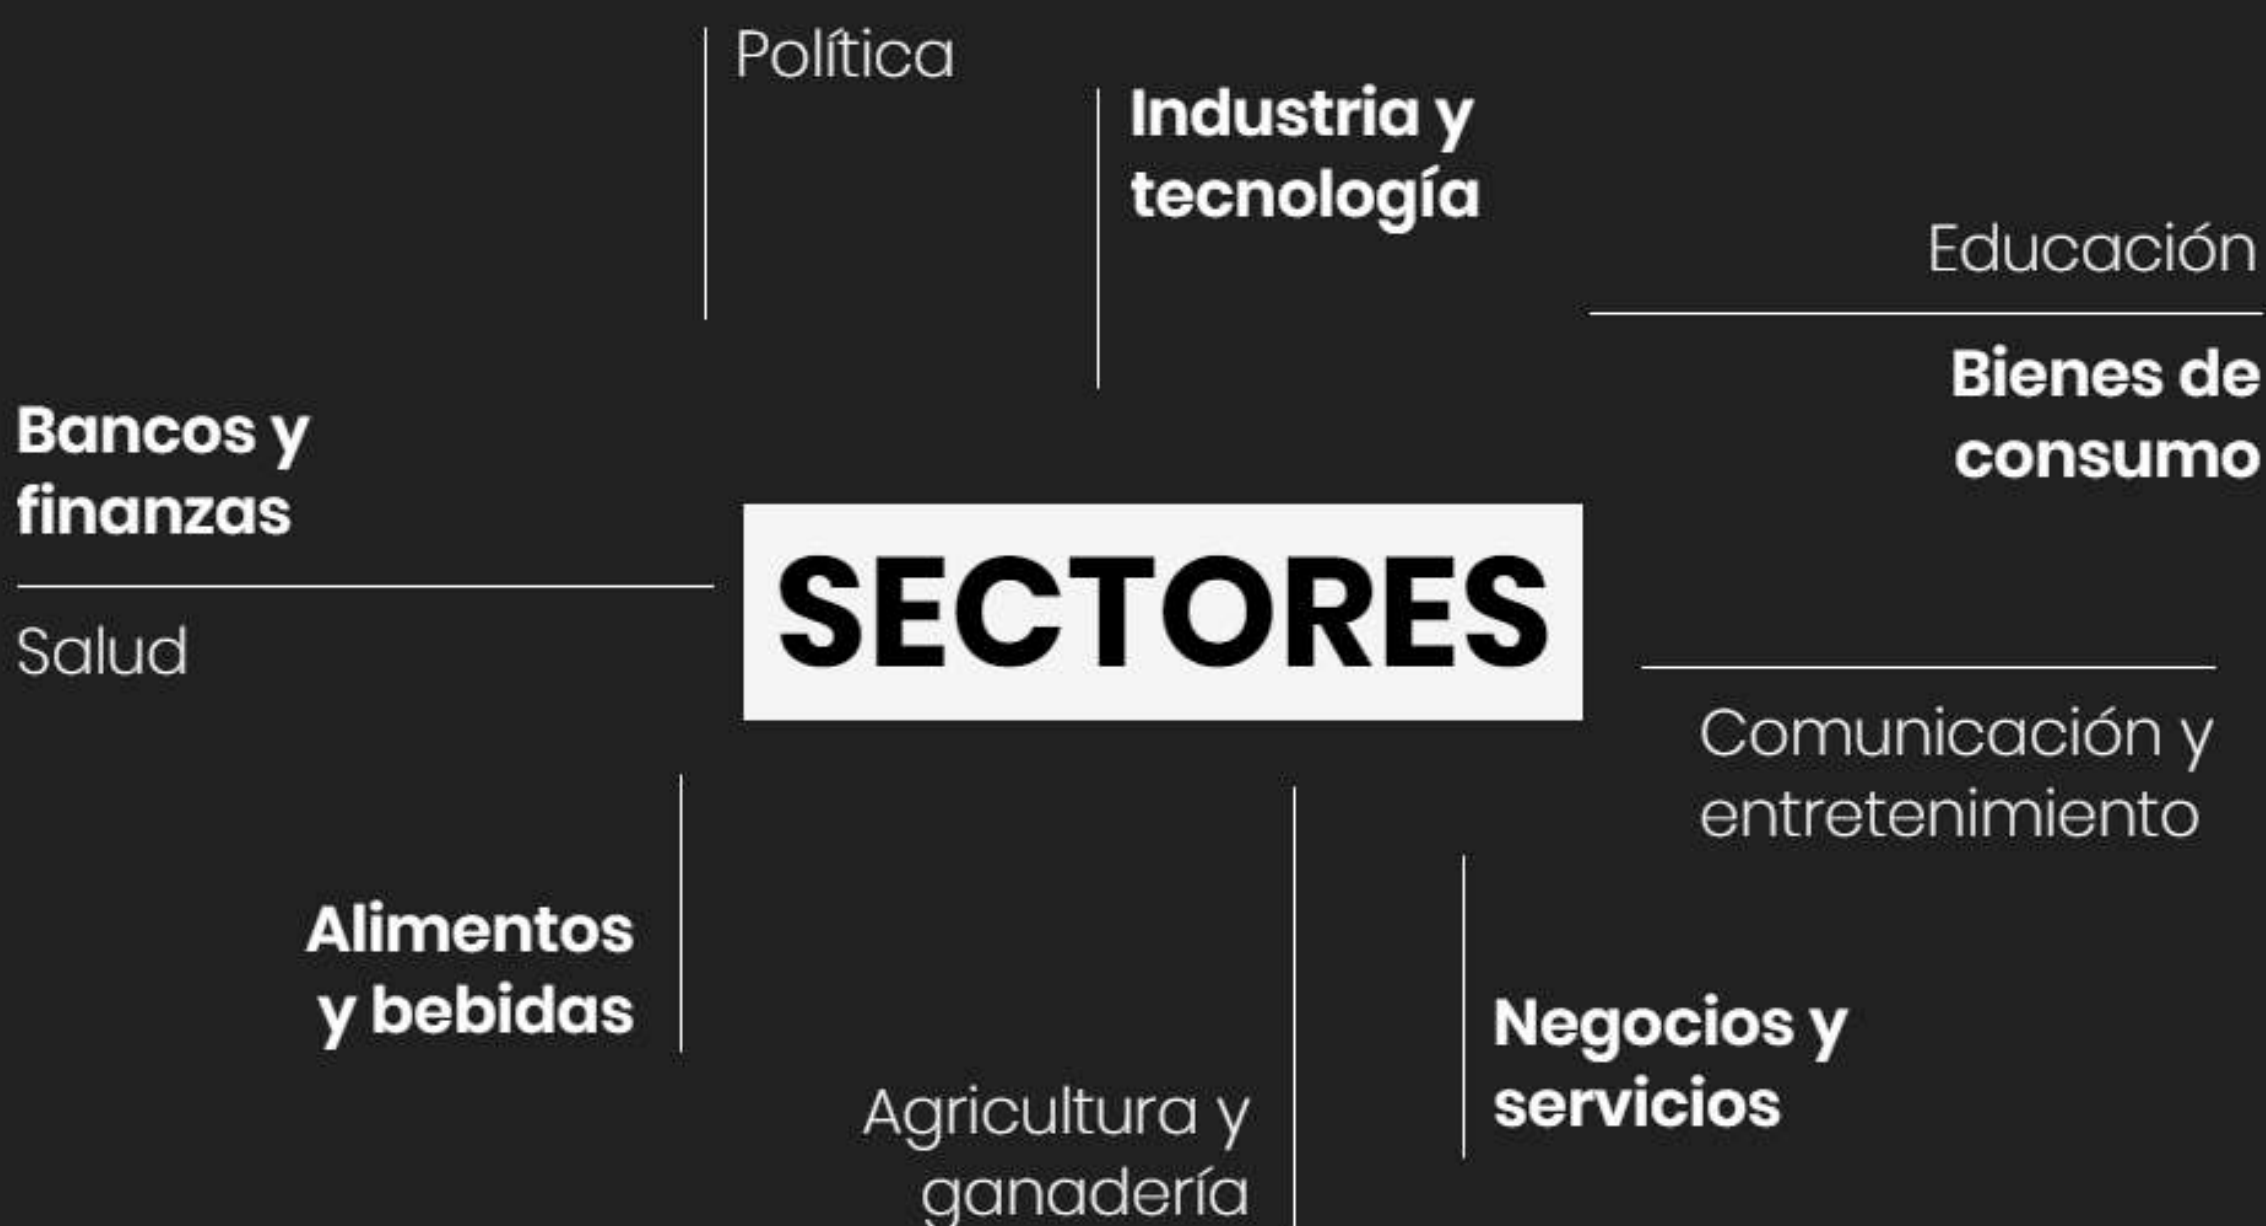 Política
Industria y
tecnología
Educación
Bienes de
consumo
Bancos y
finanzas
SECTORES
Salud
Comunicación y
entretenimiento
Alimentos
y bebidas
Negocios y
servicios
Agricultura y
ganadería